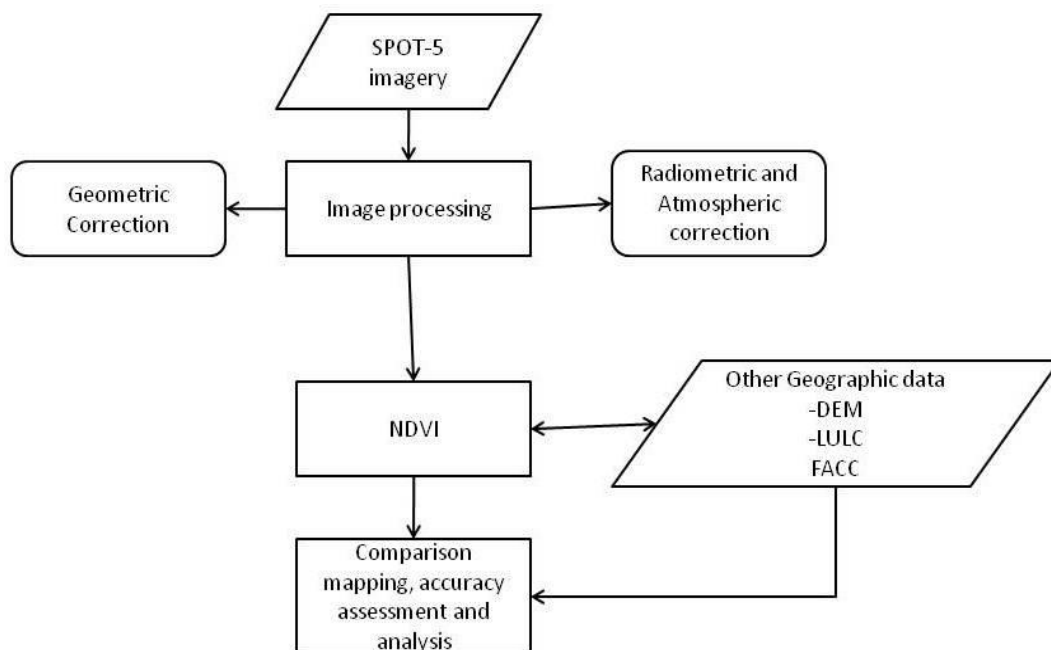 SPOT-5
imagery
Geometric
Correction
Image processing
Radiometric and
Atmospheric
correction
NDVI
Other Geographic data
-DEM
-LULC
FACC
Comparison
mapping, accuracy
assessment and
analysis